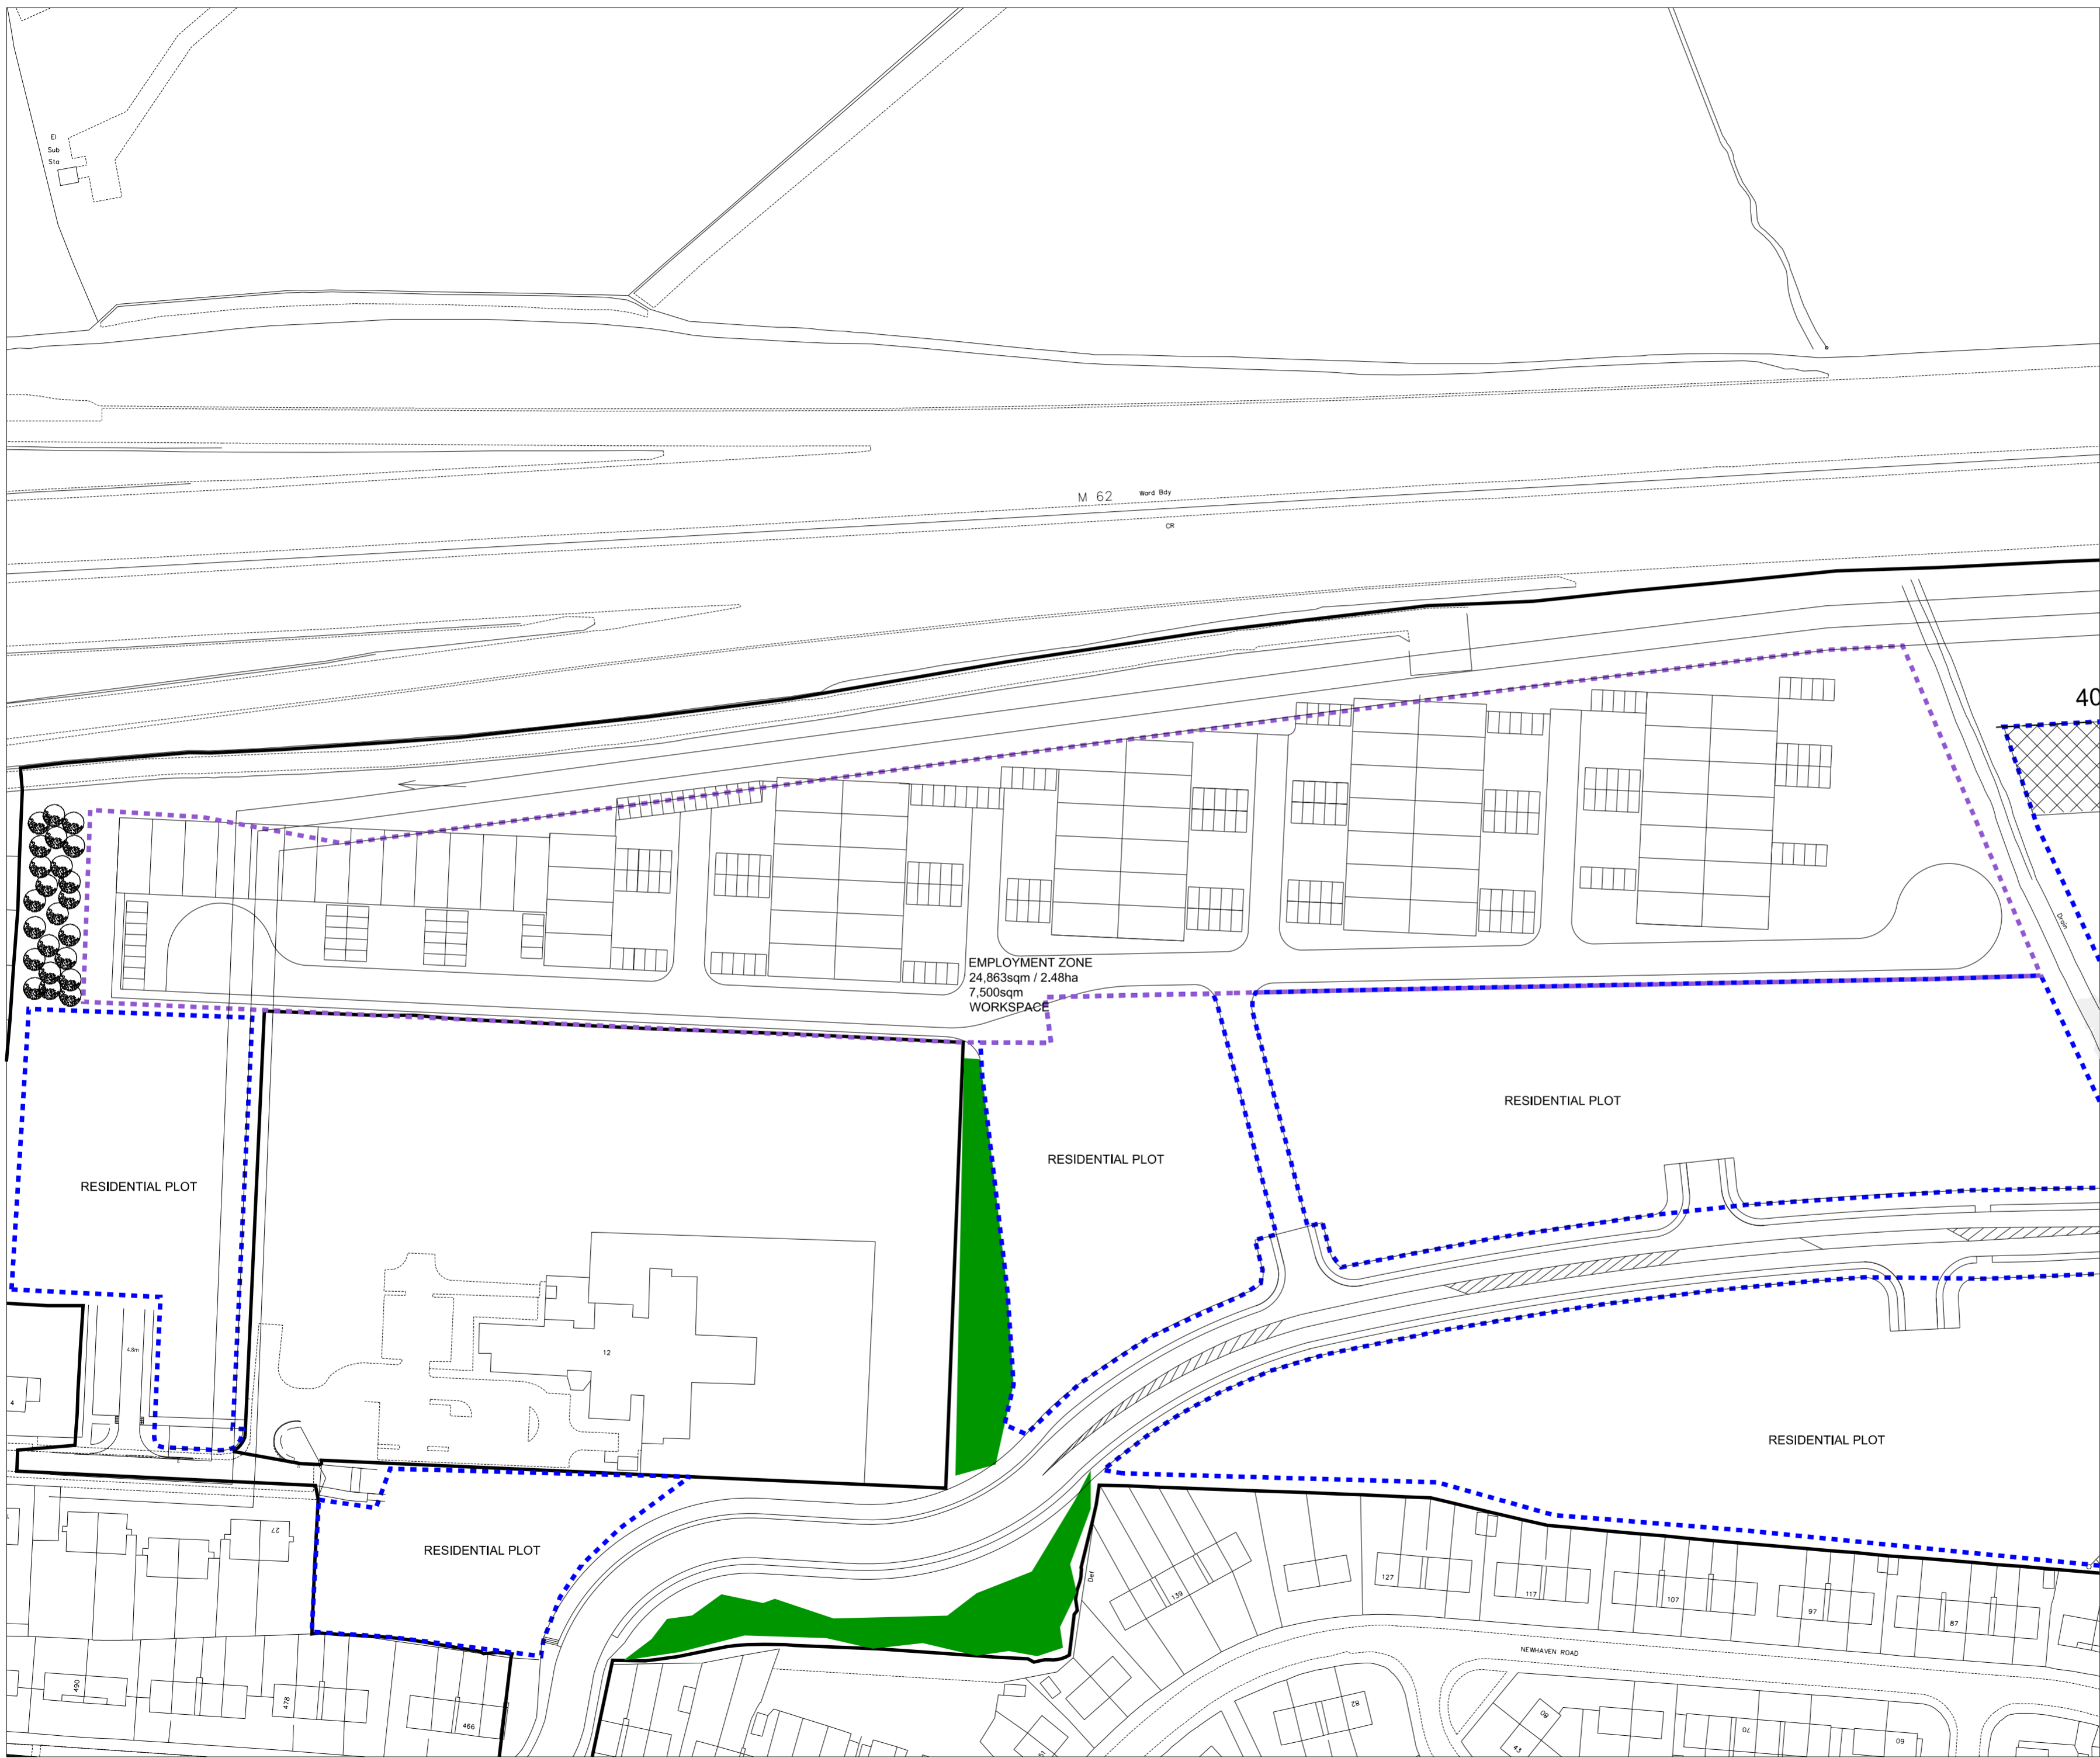 El
Sub
Sta
M 62
Ward Bdy
CR
40
Drain
EMPLOYMENT ZONE
24,863sqm / 2.48ha
7,500sqm
WORKSPACE
RESIDENTIAL PLOT
RESIDENTIAL PLOT
RESIDENTIAL PLOT
4.8m
12
4
RESIDENTIAL PLOT
27
RESIDENTIAL PLOT
Def
139
127
117
107
97
87
NEWHAVEN ROAD
490
478
466
82
80
70
60
43
51